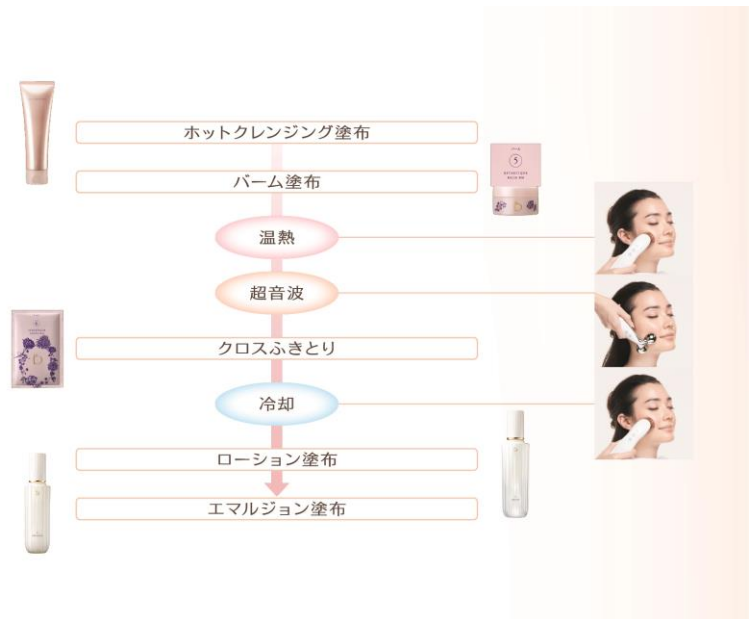 ホットクレンジング塗布
バーム塗布
5
温熱
超音波
クロスふきとり
冷却
ローション塗布
エマルジョン塗布